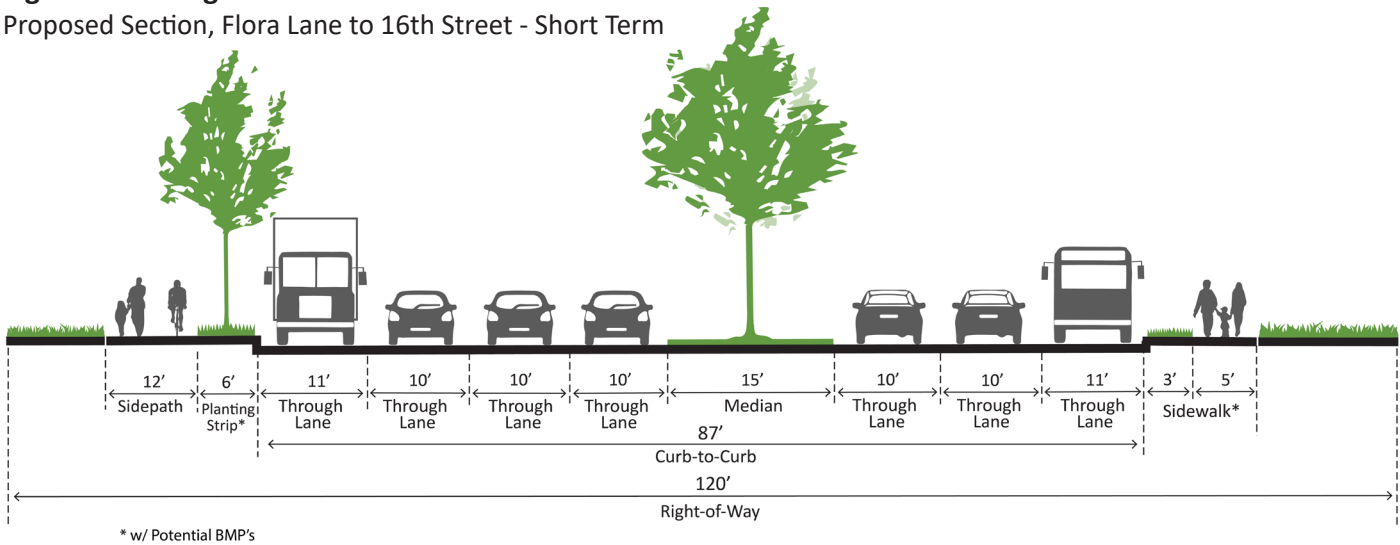 Proposed Section, Flora Lane to 16th Street - Short Term
12’ 6’ 11’ 10’ 10’ 10’ 15’ 10’ 10’ 11’ 3’ 5’
Sidepath Planting Strip* Through Lane Through Lane Through Lane Through Lane Median Through Lane Through Lane Through Lane Sidewalk*
87’
Curb-to-Curb
120’
Right-of-Way
* w/ Potential BMP’s